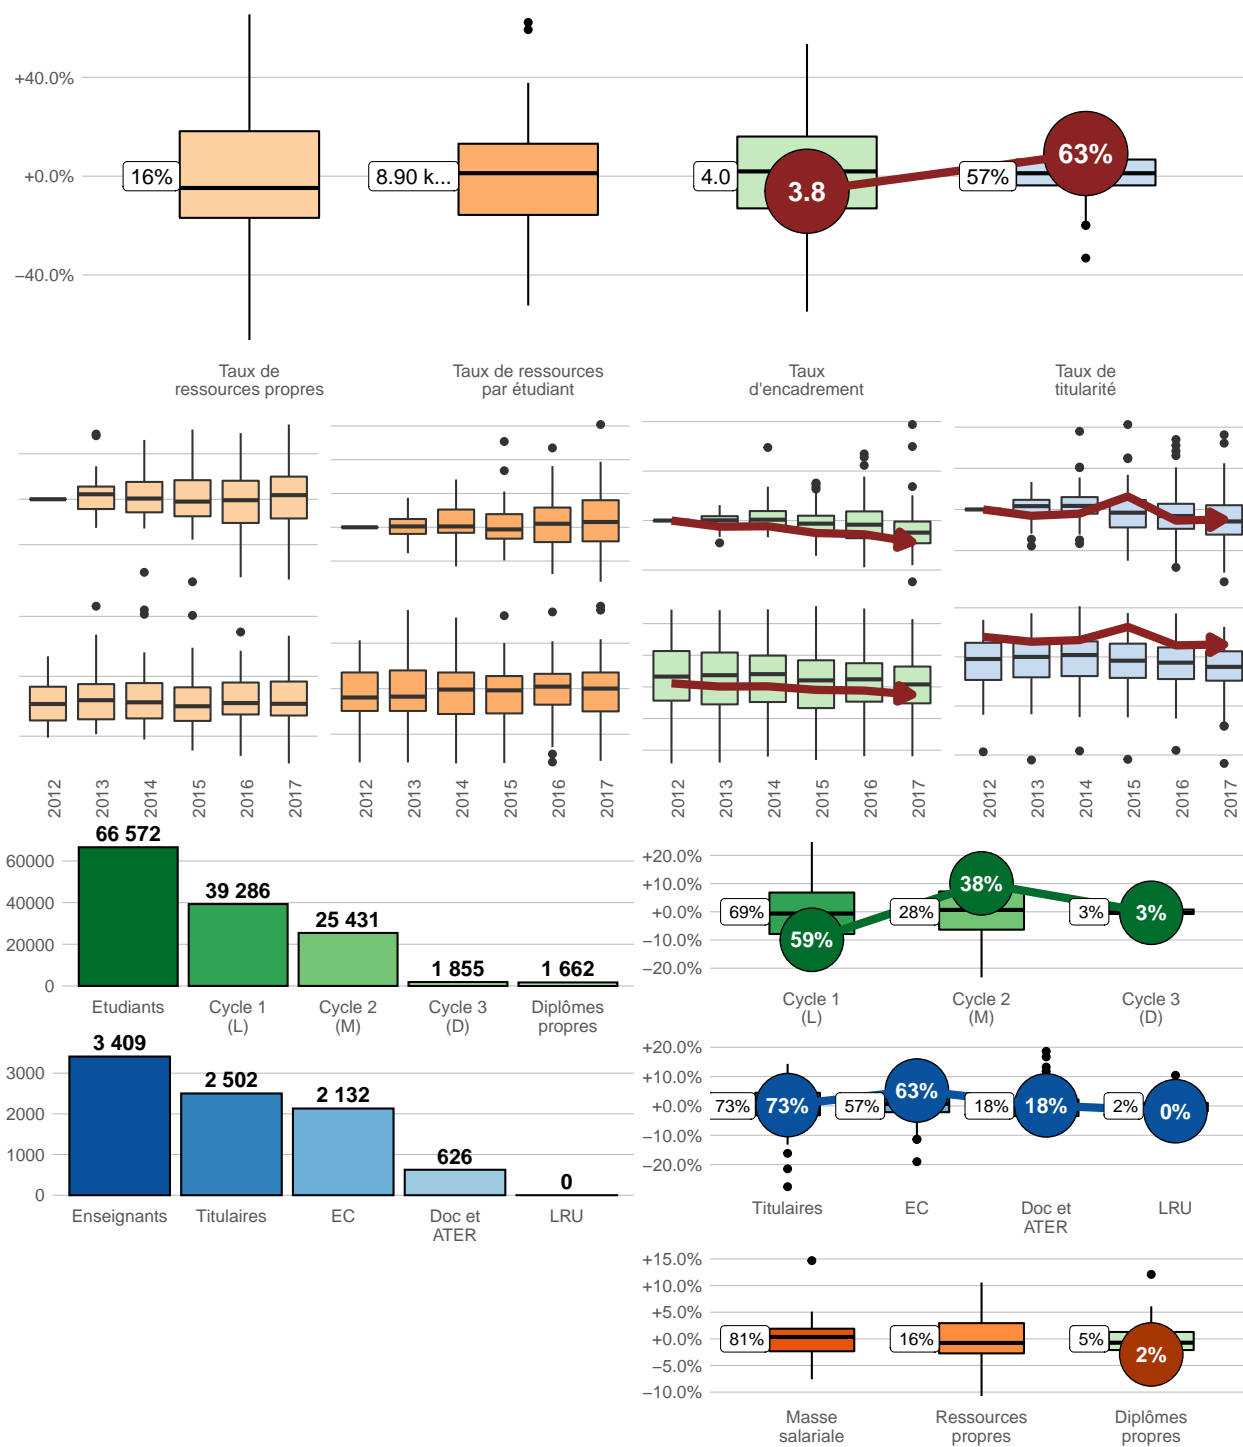 +40.0%
+0.0%
−40.0%
16%
8.90 k...
4.0
3.8
57%
63%
Taux de
ressources propres
Taux de ressources
par étudiant
Taux
d'encadrement
Taux de
titularité
2012
2013
2014
2015
2016
2017
2012
2013
2014
2015
2016
2017
2012
2013
2014
2015
2016
2017
2012
2013
2014
2015
2016
2017
60000
40000
20000
0
66 572
39 286
25 431
1 855
1 662
Etudiants
Cycle 1
(L)
Cycle 2
(M)
Cycle 3
(D)
Diplômes
propres
+20.0%
+10.0%
+0.0%
−10.0%
−20.0%
69%
59%
28%
38%
3%
3%
Cycle 1
(L)
Cycle 2
(M)
Cycle 3
(D)
3000
2000
1000
0
3 409
2 502
2 132
626
0
Enseignants
Titulaires
EC
Doc et
ATER
LRU
+20.0%
+10.0%
+0.0%
−10.0%
−20.0%
73%
73%
57%
63%
18%
18%
2%
0%
Titulaires
EC
Doc et
ATER
LRU
+15.0%
+10.0%
+5.0%
+0.0%
−5.0%
−10.0%
81%
16%
5%
2%
Masse
salariale
Ressources
propres
Diplômes
propres